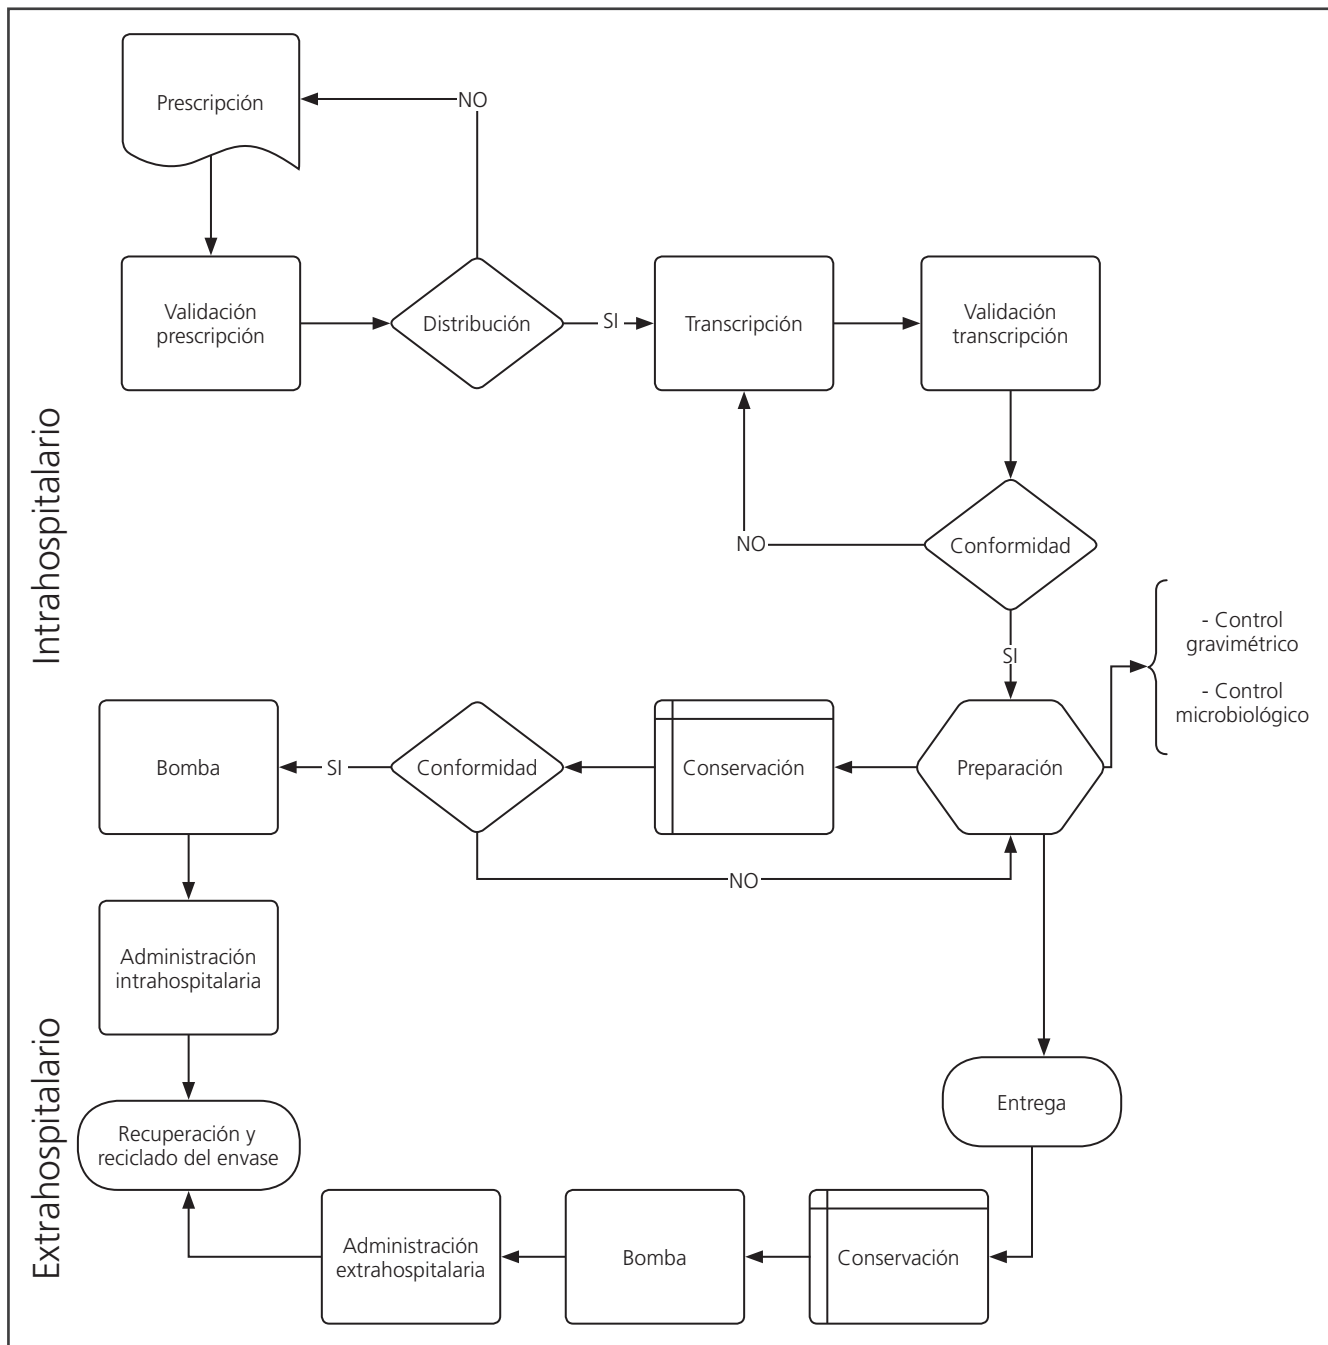 Prescripción
NO
Validación
prescripción
Distribución
SI
Transcripción
Validación
transcripción
Intrahospitalario
NO
Conformidad
SI
- Control
gravimétrico
- Control
microbiológico
Bomba
SI
Conformidad
Conservación
Preparación
NO
Administración
intrahospitalaria
Extrahospitalario
Entrega
Recuperación y
reciclado del envase
Administración
extrahospitalaria
Bomba
Conservación